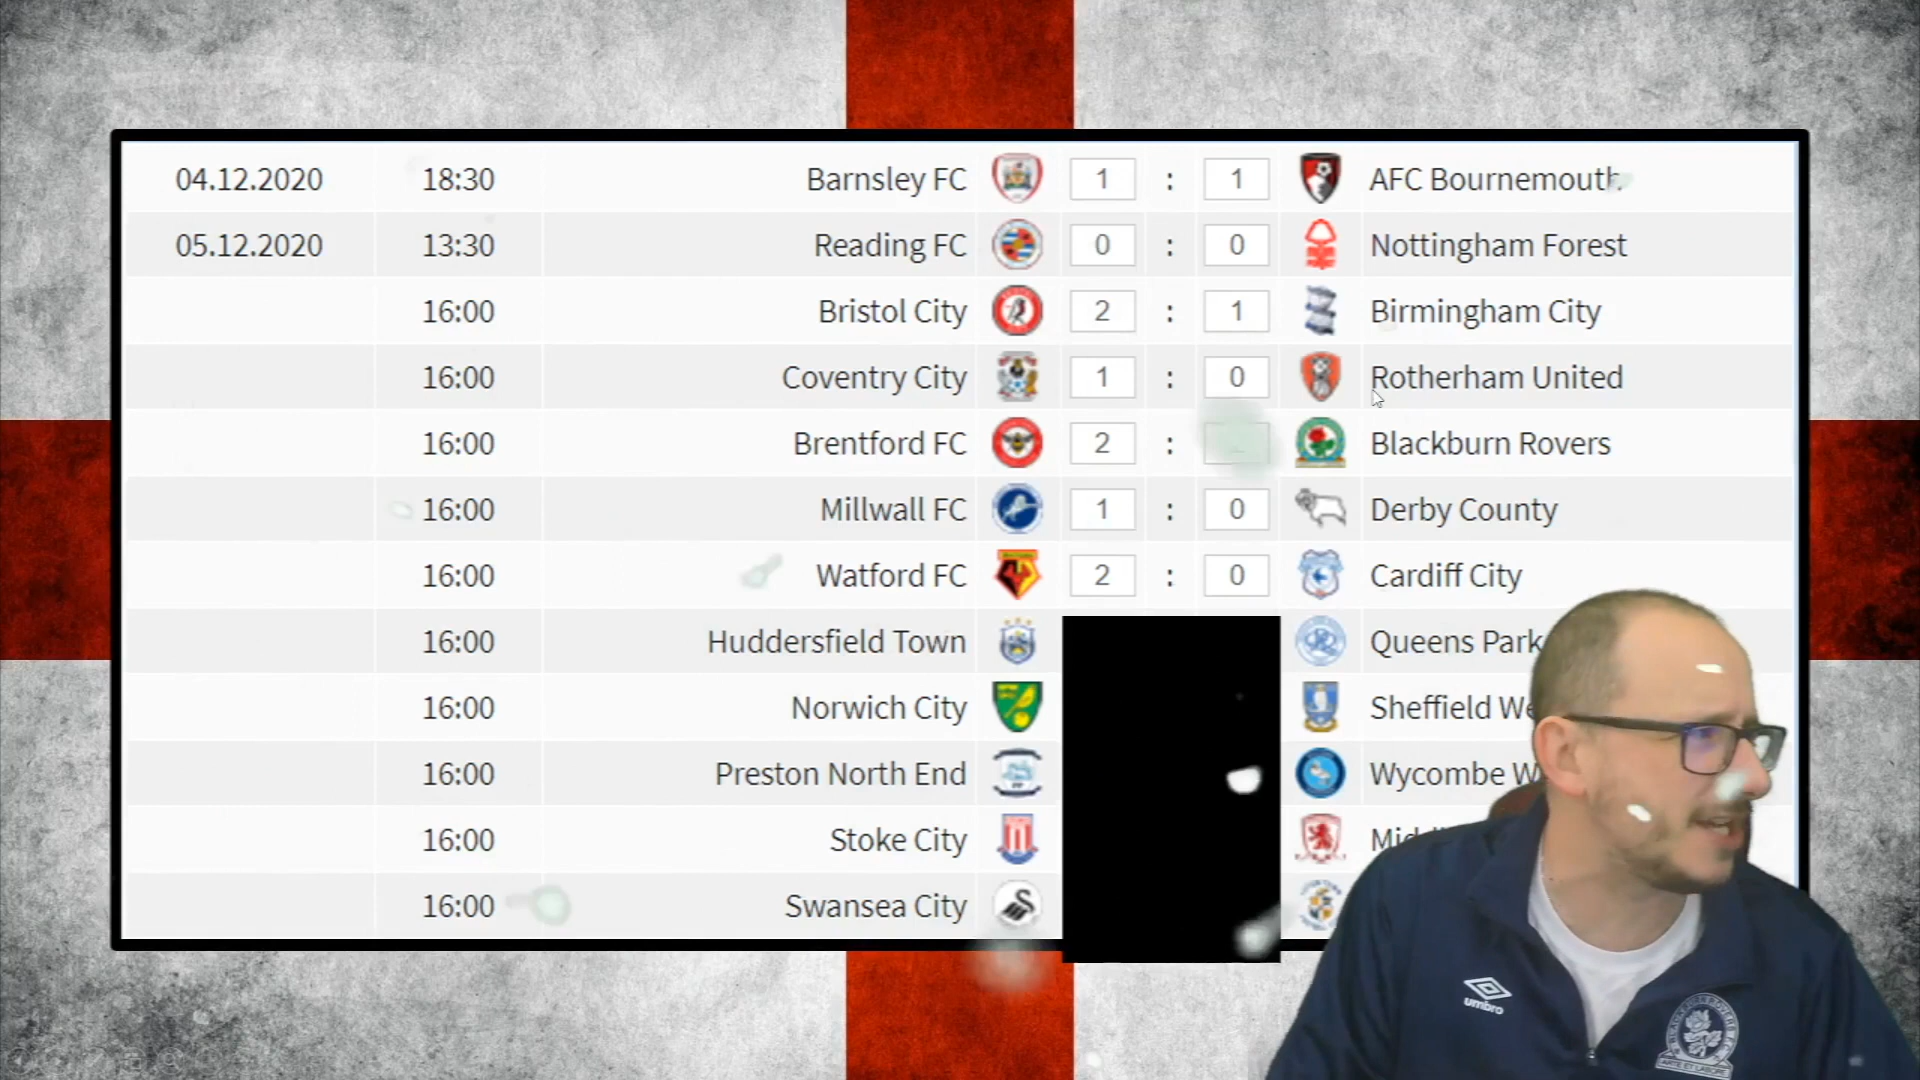 04.12.2020 18:30 Barnsley FC 1 : 1 AFC Bournemouth
05.12.2020 13:30 Reading FC 0 : 0 Nottingham Forest
16:00 Bristol City 2 : 1 Birmingham City
16:00 Coventry City 1 : 0 Rotherham United
16:00 Brentford FC 2 : Blackburn Rovers
16:00 Millwall FC 1 : 0 Derby County
16:00 Watford FC 2 : 0 Cardiff City
16:00 Huddersfield Town Queens Park
16:00 Norwich City Sheffield We
16:00 Preston North End Wycombe W
16:00 Stoke City Mid
16:00 Swansea City
umbro